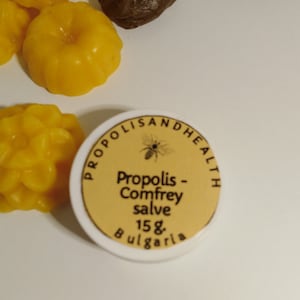 PROPOLISANDHEALTH
Propolis -
Comfrey
salve
15 g.
Bulgaria